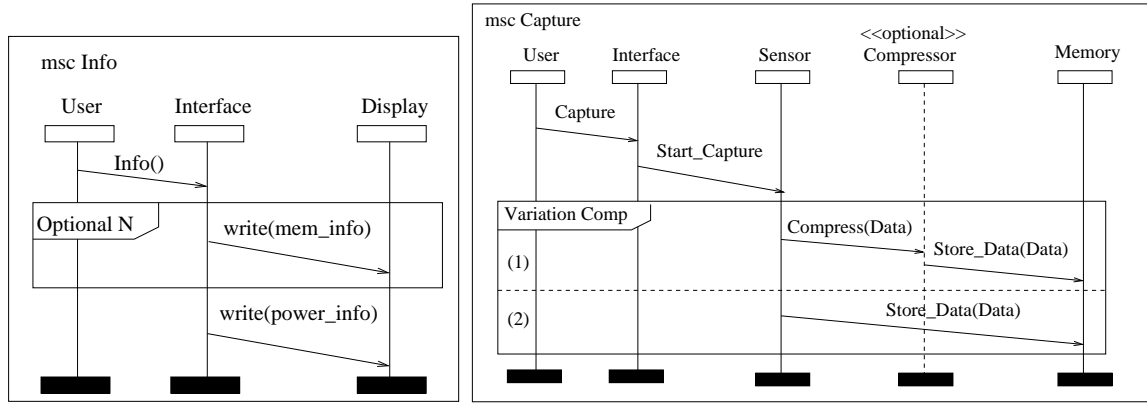 msc Info
User
Interface
Display
Info()
Optional N
write(mem_info)
write(power_info)
msc Capture
<<optional>>
User
Interface
Sensor
Compressor
Memory
Capture
Start_Capture
Variation Comp
Compress(Data)
(1)
Store_Data(Data)
(2)
Store_Data(Data)